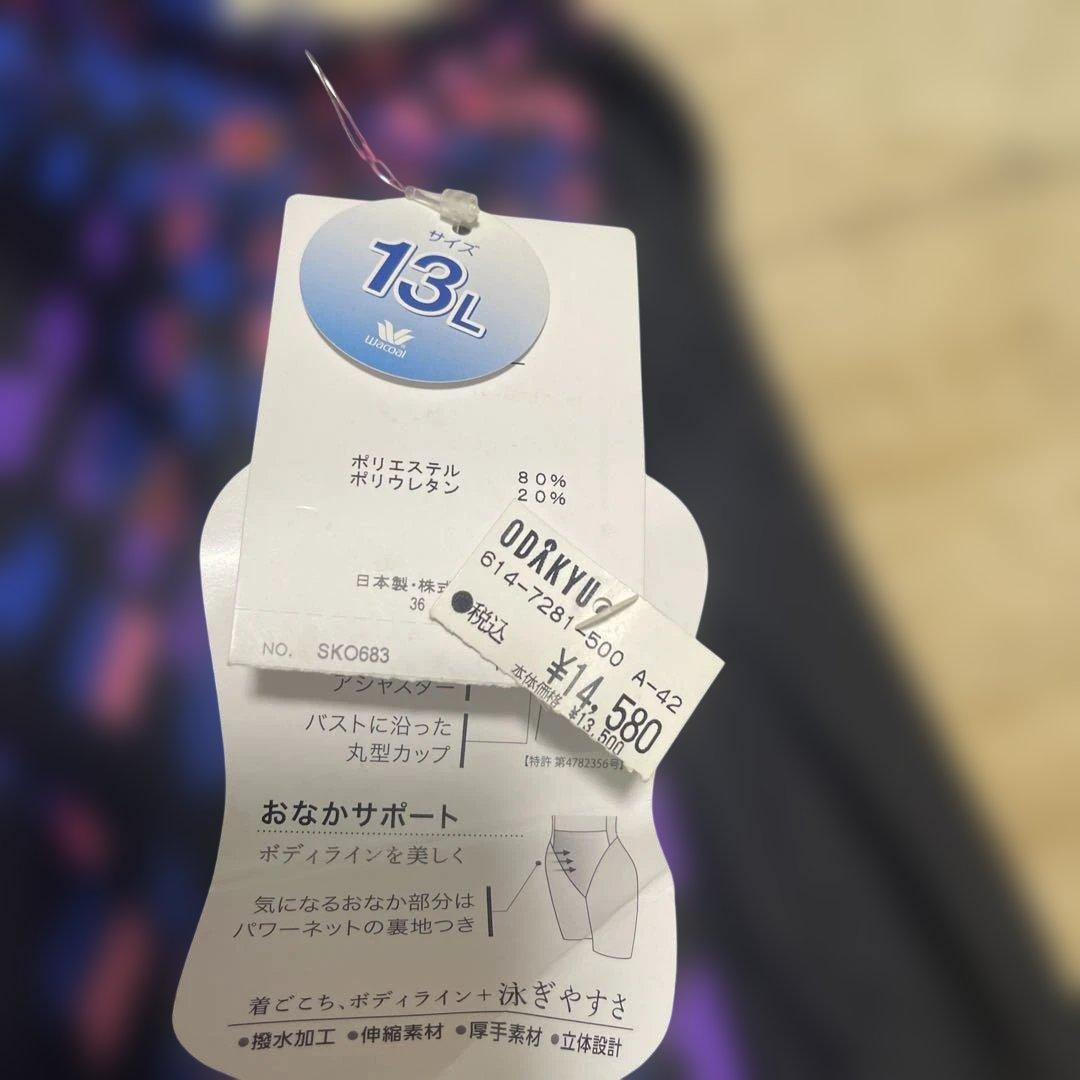 サイズ
13L
Wacoal
ポリエステル 80%
ポリウレタン 20%
日本製・株式
36
NO. SKO683
ODAKYU
614-7281-500 A-42
税込
¥14,580
本体価格 ¥13,500
アジャスター
バストに沿った
丸型カップ
【特許 第4782356号】
おなかサポート
ボディラインを美しく
気になるおなか部分は
パワーネットの裏地つき
着ごこち、ボディライン+泳ぎやすさ
●撥水加工 ●伸縮素材 ●厚手素材 ●立体設計